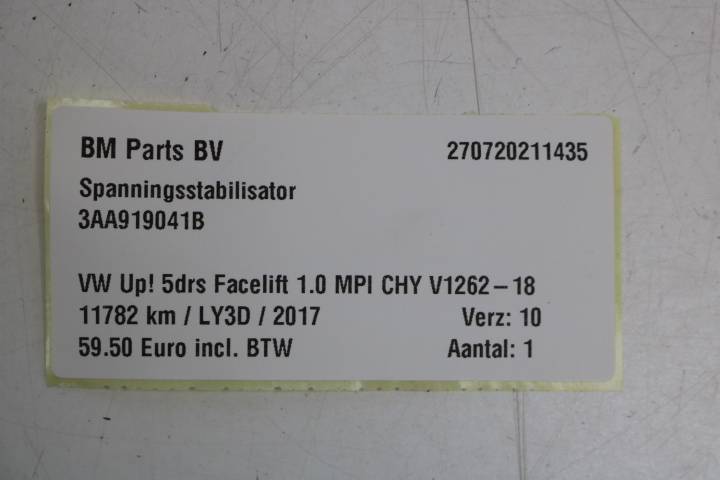 BM Parts BV 270720211435
Spanningsstabilisator
3AA919041B
VW Up! 5drs Facelift 1.0 MPI CHY V1262-18
11782 km / LY3D / 2017 Verz: 10
59.50 Euro incl. BTW Aantal: 1